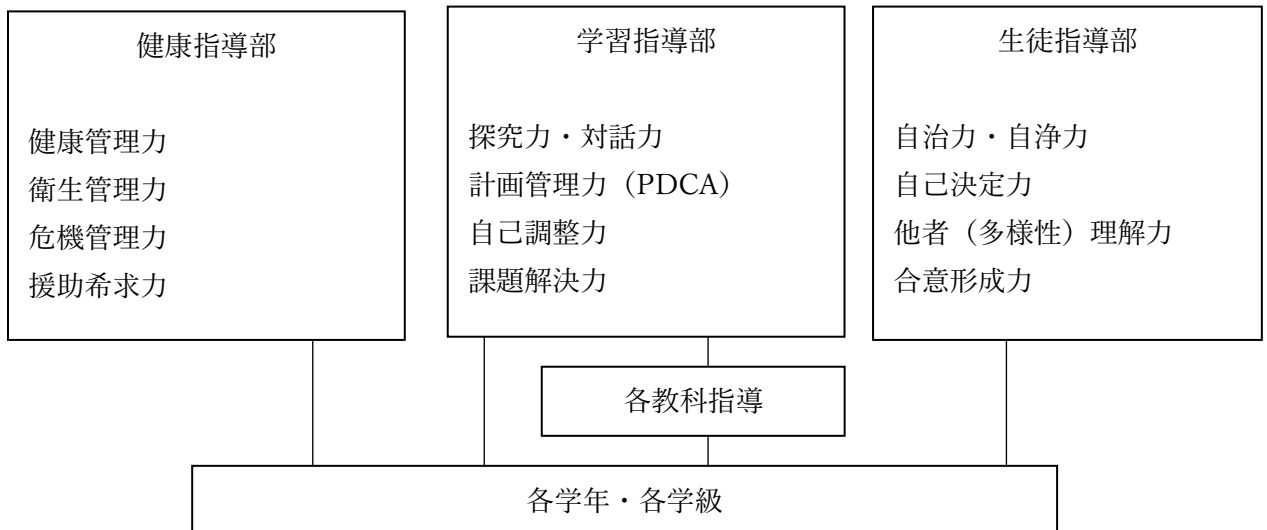 健康指導部
健康管理力
衛生管理力
危機管理力
援助希求力
学習指導部
探究力・対話力
計画管理力（PDCA）
自己調整力
課題解決力
生徒指導部
自治力・自浄力
自己決定力
他者（多様性）理解力
合意形成力
各教科指導
各学年・各学級